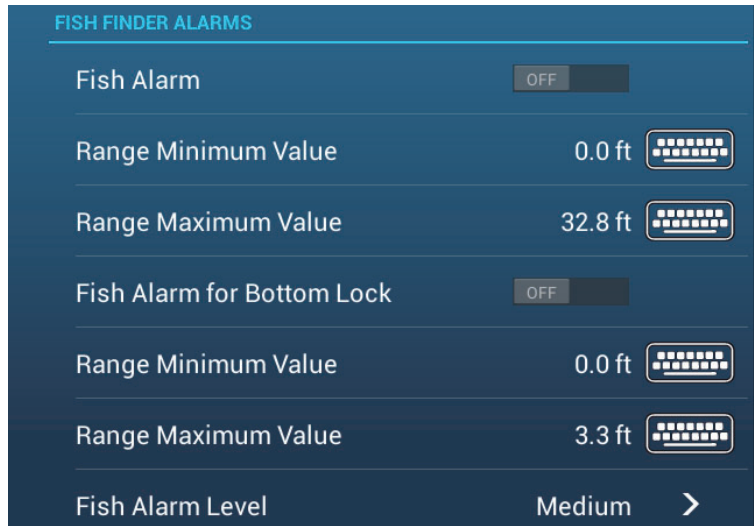 FISH FINDER ALARMS
Fish Alarm OFF
Range Minimum Value 0.0 ft
Range Maximum Value 32.8 ft
Fish Alarm for Bottom Lock OFF
Range Minimum Value 0.0 ft
Range Maximum Value 3.3 ft
Fish Alarm Level Medium